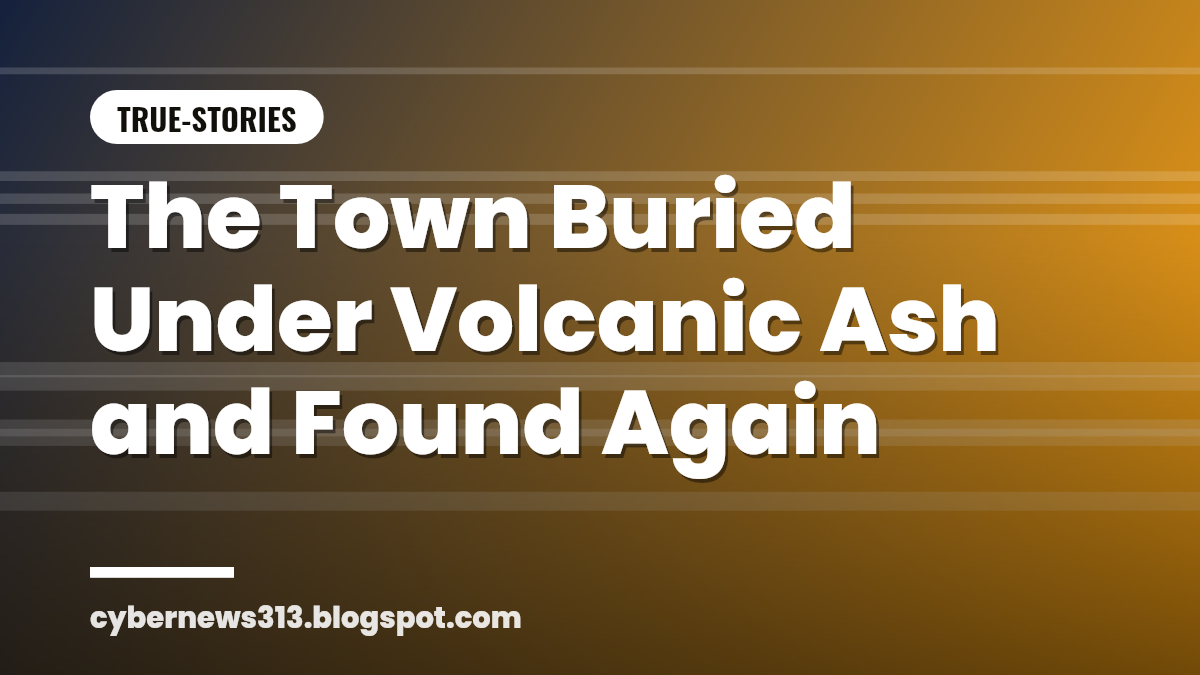 TRUE-STORIES
The Town Buried
Under Volcanic Ash
and Found Again
cybernews313.blogspot.com